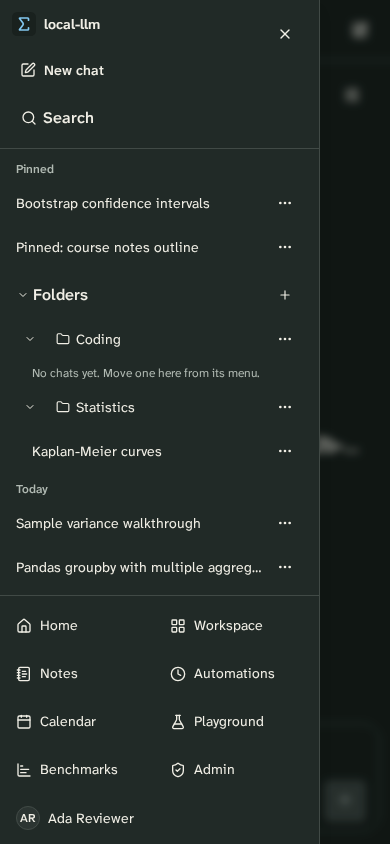 local-llm
New chat
Search
Pinned
Bootstrap confidence intervals
Pinned: course notes outline
Folders
Coding
No chats yet. Move one here from its menu.
Statistics
Kaplan-Meier curves
Today
Sample variance walkthrough
Pandas groupby with multiple aggreg...
Home
Workspace
Notes
Automations
Calendar
Playground
Benchmarks
Admin
AR Ada Reviewer